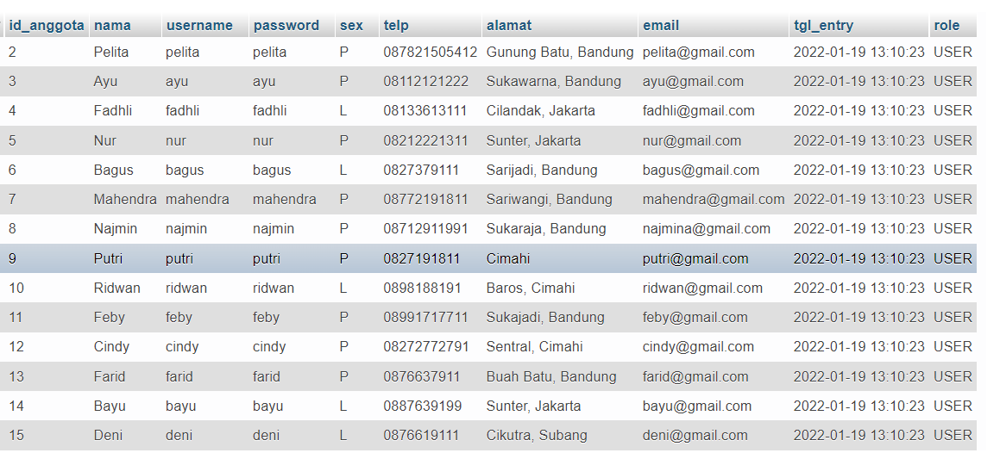 id_anggota nama username password sex telp alamat email tgl_entry role
2 Pelita pelita pelita P 087821505412 Gunung Batu, Bandung pelita@gmail.com 2022-01-19 13:10:23 USER
3 Ayu ayu ayu P 08112121222 Sukawarna, Bandung ayu@gmail.com 2022-01-19 13:10:23 USER
4 Fadhli fadhli fadhli L 08133613111 Cilandak, Jakarta fadhli@gmail.com 2022-01-19 13:10:23 USER
5 Nur nur nur P 08212221311 Sunter, Jakarta nur@gmail.com 2022-01-19 13:10:23 USER
6 Bagus bagus bagus L 0827379111 Sarijadi, Bandung bagus@gmail.com 2022-01-19 13:10:23 USER
7 Mahendra mahendra mahendra P 08772191811 Sariwangi, Bandung mahendra@gmail.com 2022-01-19 13:10:23 USER
8 Najmin najmin najmin P 08712911991 Sukaraja, Bandung najmina@gmail.com 2022-01-19 13:10:23 USER
9 Putri putri putri P 0827191811 Cimahi putri@gmail.com 2022-01-19 13:10:23 USER
10 Ridwan ridwan ridwan L 0898188191 Baros, Cimahi ridwan@gmail.com 2022-01-19 13:10:23 USER
11 Feby feby feby P 08991717711 Sukajadi, Bandung feby@gmail.com 2022-01-19 13:10:23 USER
12 Cindy cindy cindy P 08272772791 Sentral, Cimahi cindy@gmail.com 2022-01-19 13:10:23 USER
13 Farid farid farid P 0876637911 Buah Batu, Bandung farid@gmail.com 2022-01-19 13:10:23 USER
14 Bayu bayu bayu L 0887639199 Sunter, Jakarta bayu@gmail.com 2022-01-19 13:10:23 USER
15 Deni deni deni L 0876619111 Cikutra, Subang deni@gmail.com 2022-01-19 13:10:23 USER